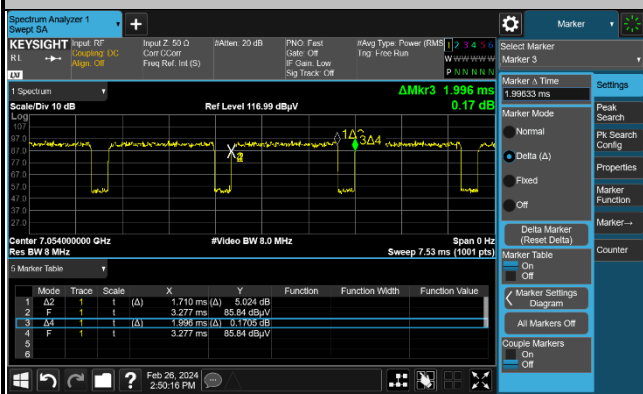 Spectrum Analyzer 1
Swept SA
Marker
KEYSIGHT
Input: RF
Coupling: DC
Align: Off
Input Z: 50 Ω
Corr CCorr
Freq Ref: Int (S)
#Atten: 20 dB
PNO: Fast
Gate: Off
IF Gain: Low
Sig Track: Off
#Avg Type: Power (RMS
Trig: Free Run
1 2 3 4 5 6
W W W W W W
P N N N N N
RL
LXI
Select Marker
Marker 3
1 Spectrum
Scale/Div 10 dB
Ref Level 116.99 dBµV
ΔMkr3 1.996 ms
0.17 dB
Log
107
97.0
87.0
77.0
67.0
57.0
47.0
37.0
27.0
1Δ2
3Δ4
Center 7.054000000 GHz
Res BW 8 MHz
#Video BW 8.0 MHz
Span 0 Hz
Sweep 7.53 ms (1001 pts)
5 Marker Table
Mode Trace Scale X Y Function Function Width Function Value
1 Δ2 1 t (Δ) 1.710 ms (Δ) 5.024 dB
2 F 1 t 3.277 ms 85.84 dBµV
3 Δ4 1 t (Δ) 1.996 ms (Δ) 0.1705 dB
4 F 1 t 3.277 ms 85.84 dBµV
5
6
Marker Δ Time
1.99633 ms
Marker Mode
Normal
Delta (Δ)
Fixed
Off
Delta Marker
(Reset Delta)
Marker Table
On
Off
Marker Settings
Diagram
All Markers Off
Couple Markers
On
Off
Settings
Peak
Search
Pk Search
Config
Properties
Marker
Function
Marker→
Counter
?
Feb 26, 2024
2:50:16 PM